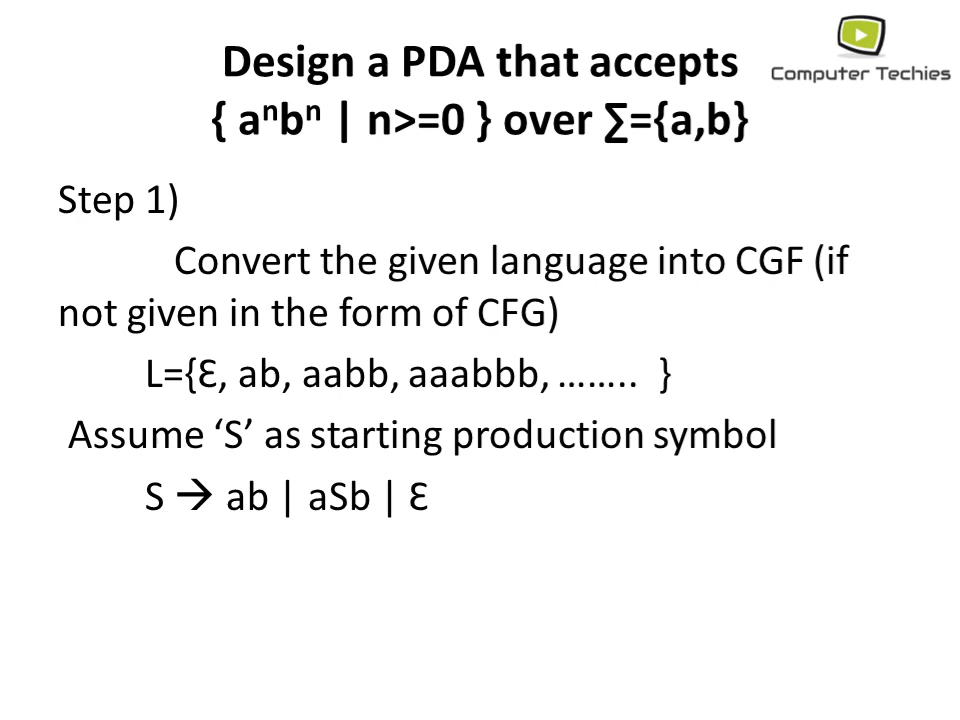 Design a PDA that accepts
{ aⁿbⁿ | n>=0 } over ∑={a,b}
Computer Techies
Step 1)
Convert the given language into CGF (if
not given in the form of CFG)
L={Ɛ, ab, aabb, aaabbb, …….. }
Assume ‘S’ as starting production symbol
S → ab | aSb | Ɛ